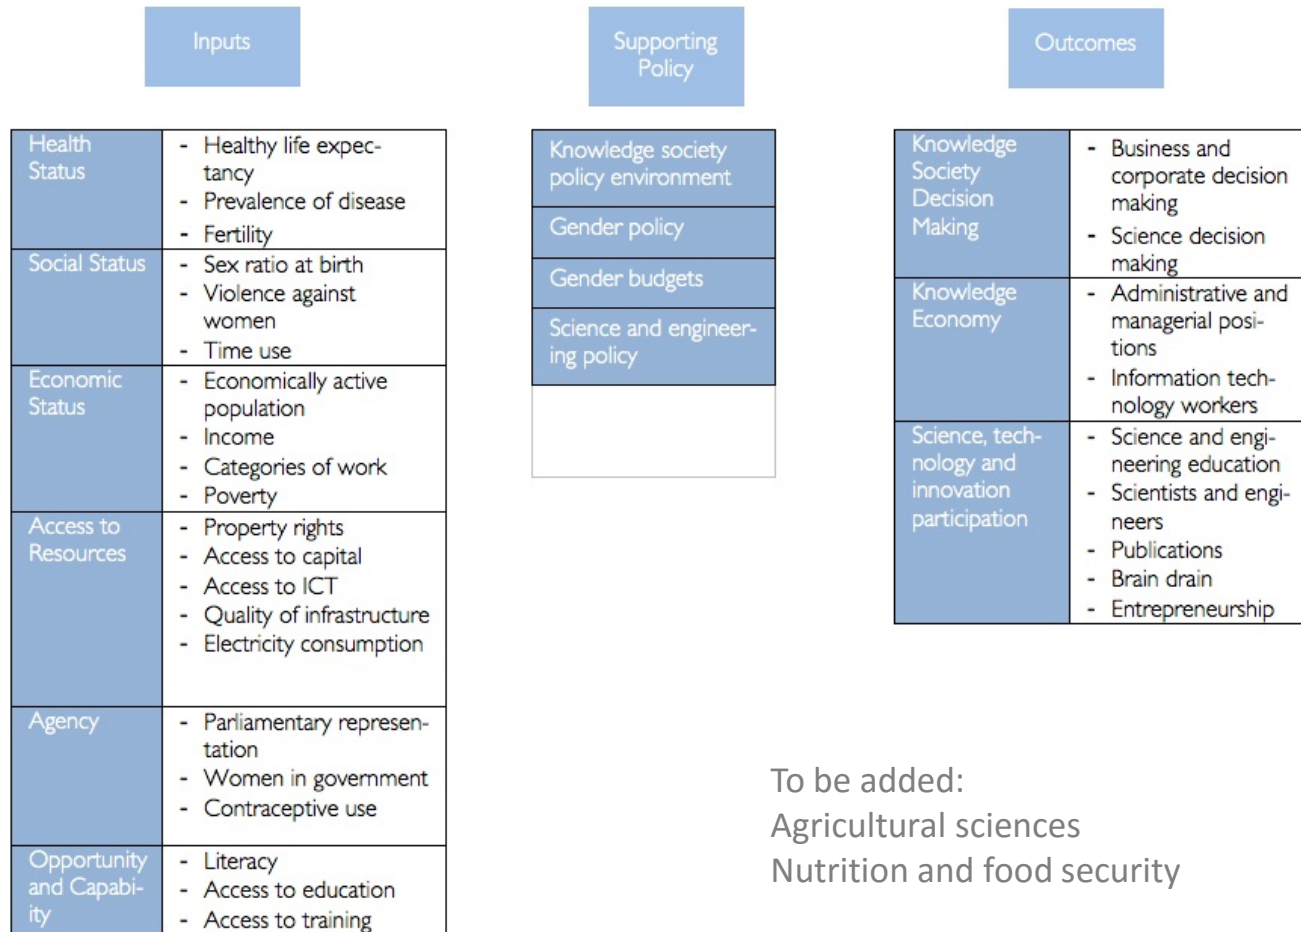 Inputs
Supporting
Policy
Outcomes
Health
Status
- Healthy life expec-
tancy
- Prevalence of disease
- Fertility
Social Status
- Sex ratio at birth
- Violence against
women
- Time use
Economic
Status
- Economically active
population
- Income
- Categories of work
- Poverty
Access to
Resources
- Property rights
- Access to capital
- Access to ICT
- Quality of infrastructure
- Electricity consumption
Agency
- Parliamentary represen-
tation
- Women in government
- Contraceptive use
Opportunity
and Capabi-
ity
- Literacy
- Access to education
- Access to training
Knowledge society
policy environment
Gender policy
Gender budgets
Science and engineer-
ing policy
Knowledge
Society
Decision
Making
- Business and
corporate decision
making
- Science decision
making
Knowledge
Economy
- Administrative and
managerial posi-
tions
- Information tech-
nology workers
Science, tech-
nology and
innovation
participation
- Science and engi-
neering education
- Scientists and engi-
neers
- Publications
- Brain drain
- Entrepreneurship
To be added:
Agricultural sciences
Nutrition and food security